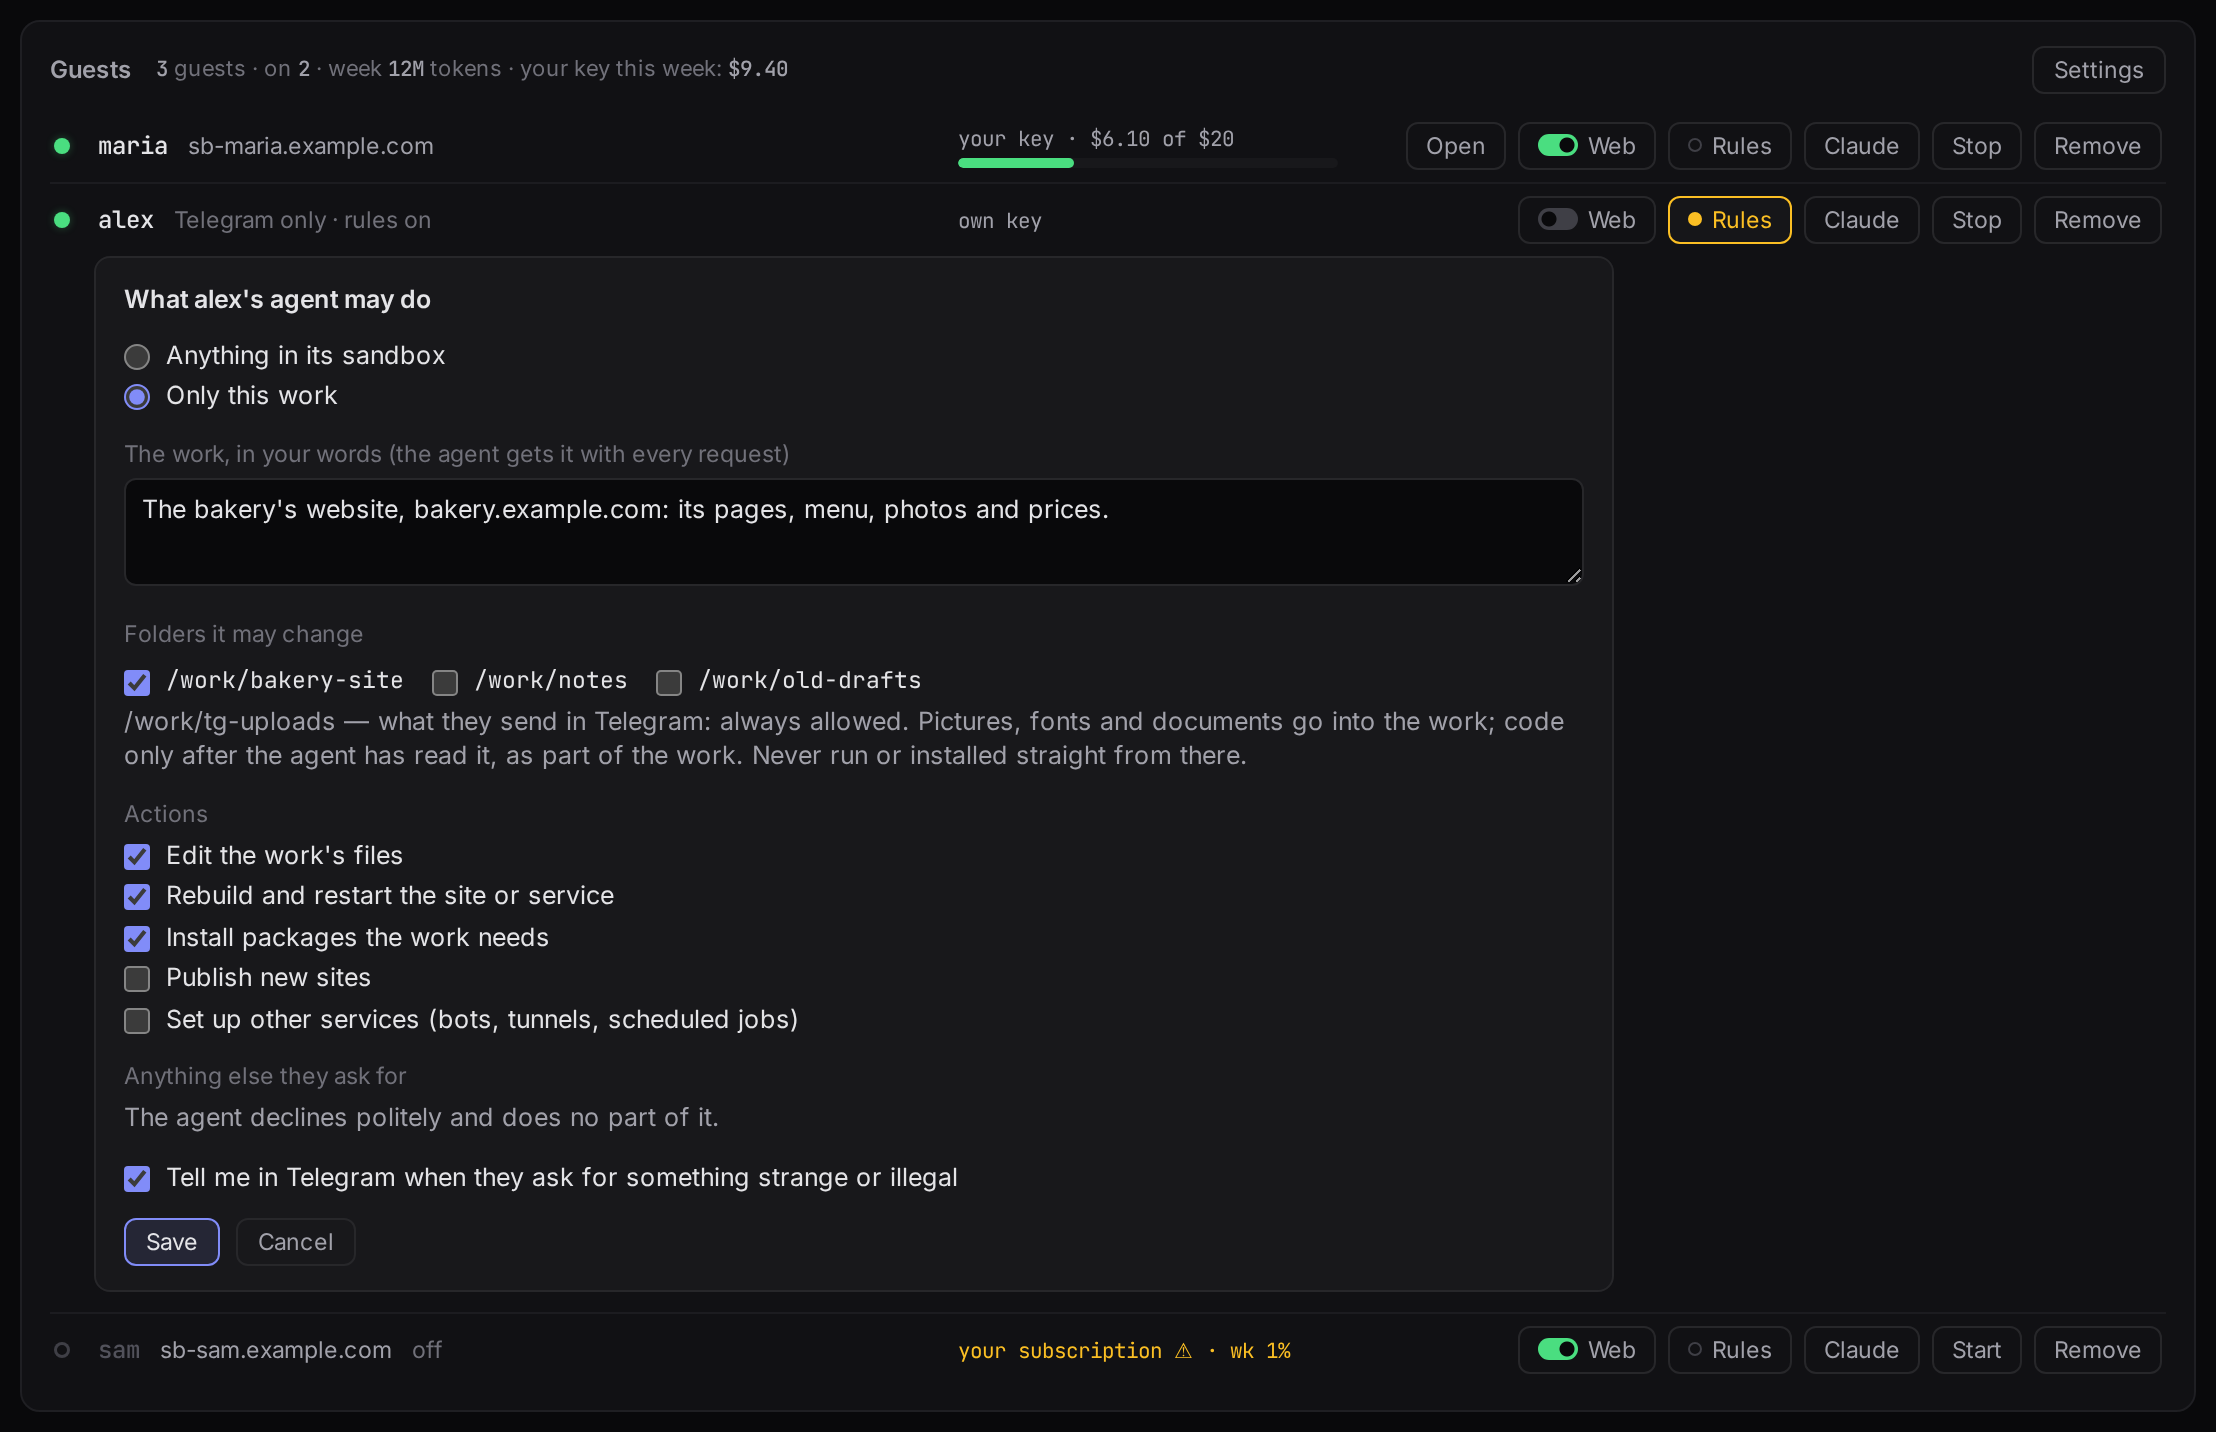 Guests 3 guests · on 2 · week 12M tokens · your key this week: $9.40 Settings
maria sb-maria.example.com your key · $6.10 of $20 Open Web Rules Claude Stop Remove
alex Telegram only · rules on own key Web Rules Claude Stop Remove
What alex's agent may do
Anything in its sandbox
Only this work
The work, in your words (the agent gets it with every request)
The bakery's website, bakery.example.com: its pages, menu, photos and prices.
Folders it may change
/work/bakery-site /work/notes /work/old-drafts
/work/tg-uploads — what they send in Telegram: always allowed. Pictures, fonts and documents go into the work; code
only after the agent has read it, as part of the work. Never run or installed straight from there.
Actions
Edit the work's files
Rebuild and restart the site or service
Install packages the work needs
Publish new sites
Set up other services (bots, tunnels, scheduled jobs)
Anything else they ask for
The agent declines politely and does no part of it.
Tell me in Telegram when they ask for something strange or illegal
Save Cancel
sam sb-sam.example.com off your subscription ⚠ · wk 1% Web Rules Claude Start Remove